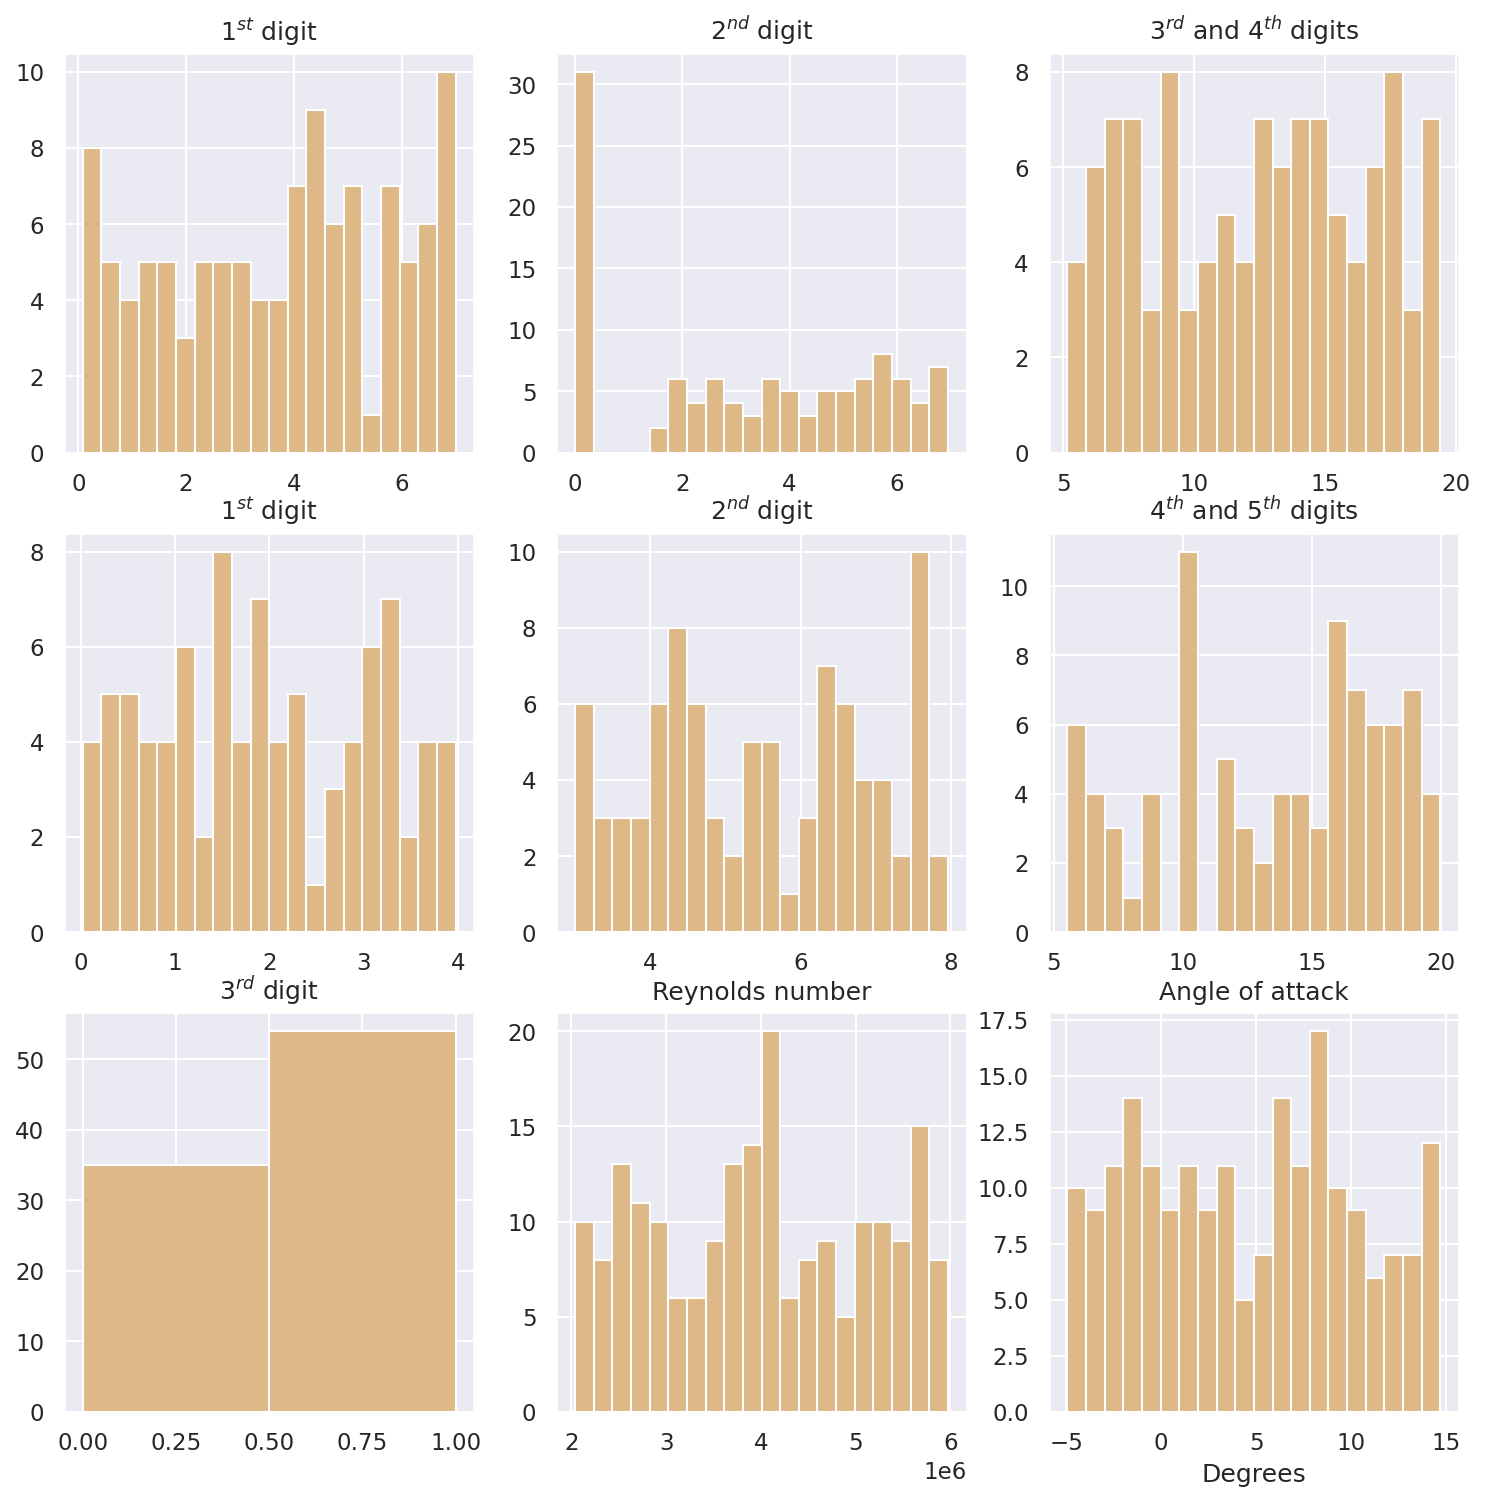 1st digit
2nd digit
3rd and 4th digits
10
8
6
4
2
0
0 2 4 6
30
25
20
15
10
5
0
0 2 4 6
8
6
4
2
0
5 10 15 20
1st digit
2nd digit
4th and 5th digits
8
6
4
2
0
0 1 2 3 4
10
8
6
4
2
0
4 6 8
10
8
6
4
2
0
5 10 15 20
3rd digit
Reynolds number
Angle of attack
50
40
30
20
10
0
0.00 0.25 0.50 0.75 1.00
20
15
10
5
0
2 3 4 5 6
1e6
17.5
15.0
12.5
10.0
7.5
5.0
2.5
0.0
−5 0 5 10 15
Degrees